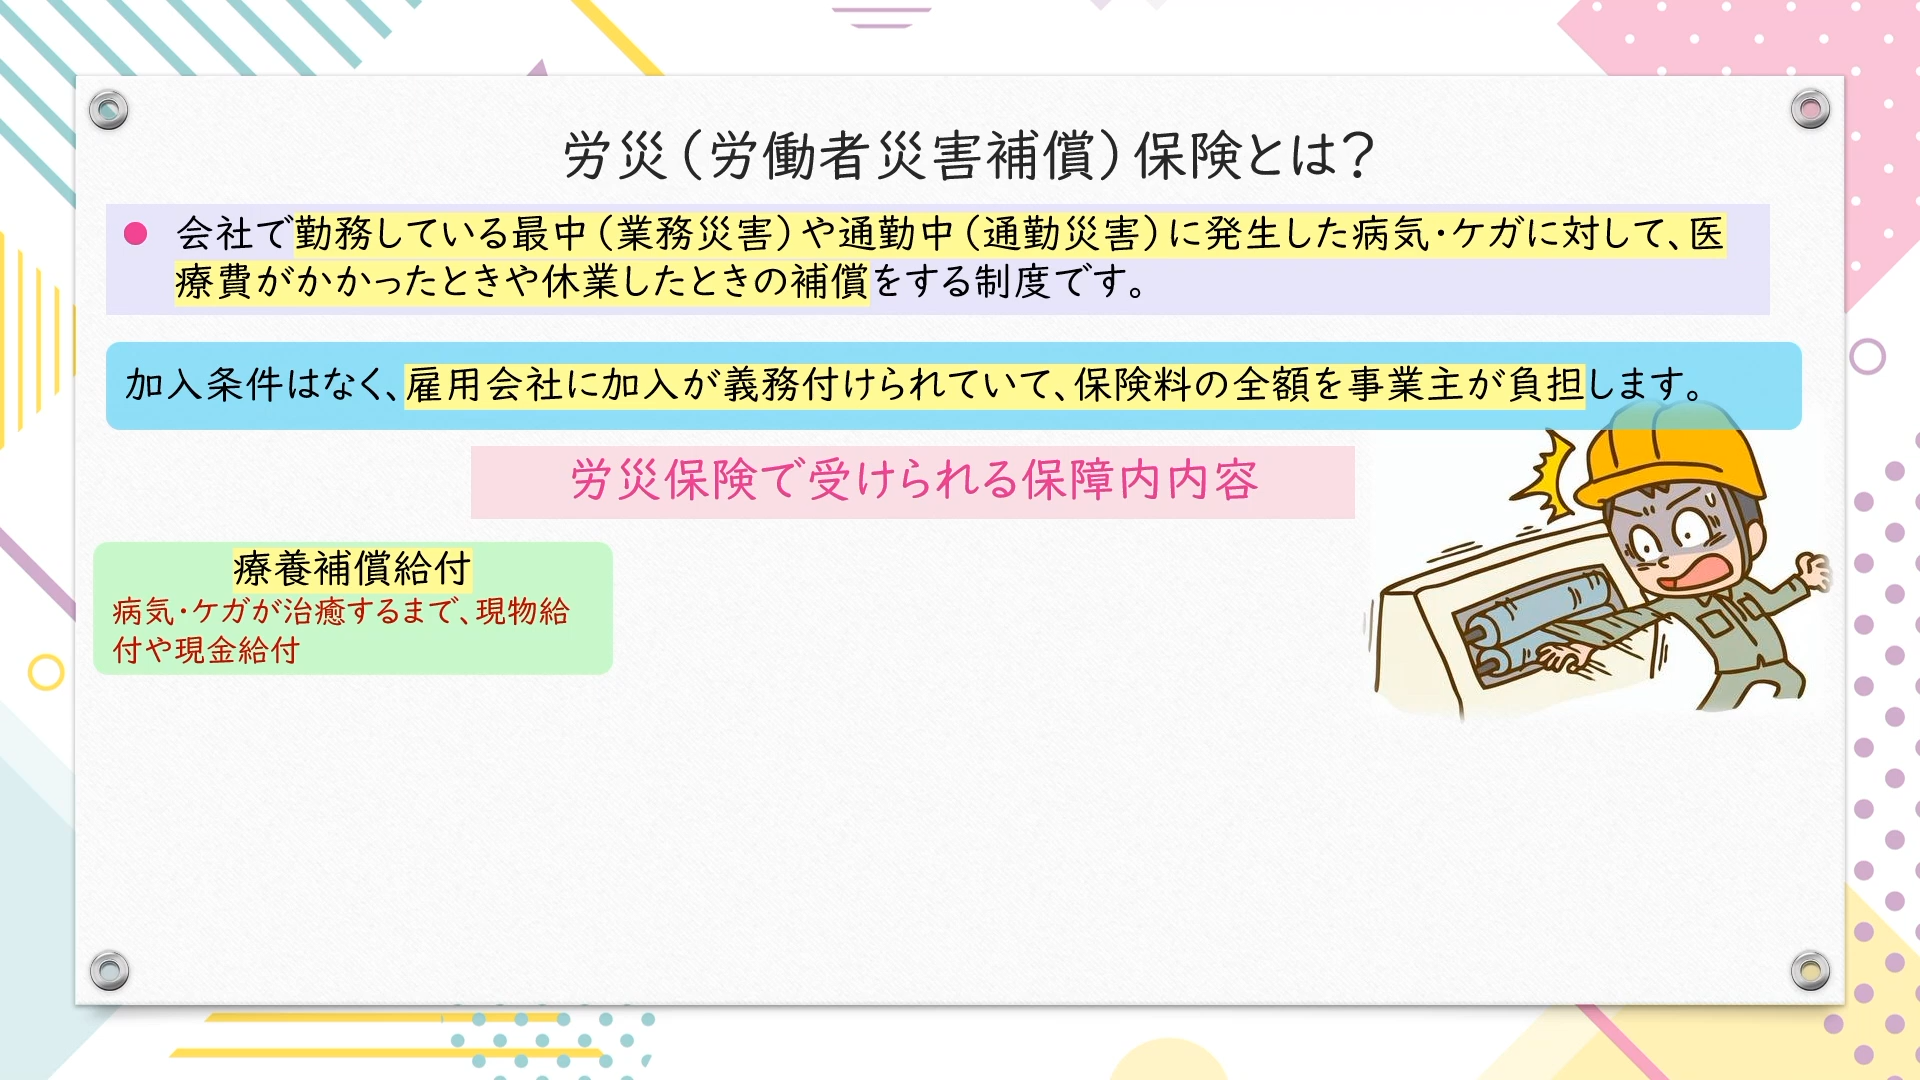 労災（労働者災害補償）保険とは？
会社で勤務している最中（業務災害）や通勤中（通勤災害）に発生した病気・ケガに対して、医
療費がかかったときや休業したときの補償をする制度です。
加入条件はなく、雇用会社に加入が義務付けられていて、保険料の全額を事業主が負担します。
労災保険で受けられる保障内内容
療養補償給付
病気・ケガが治癒するまで、現物給
付や現金給付